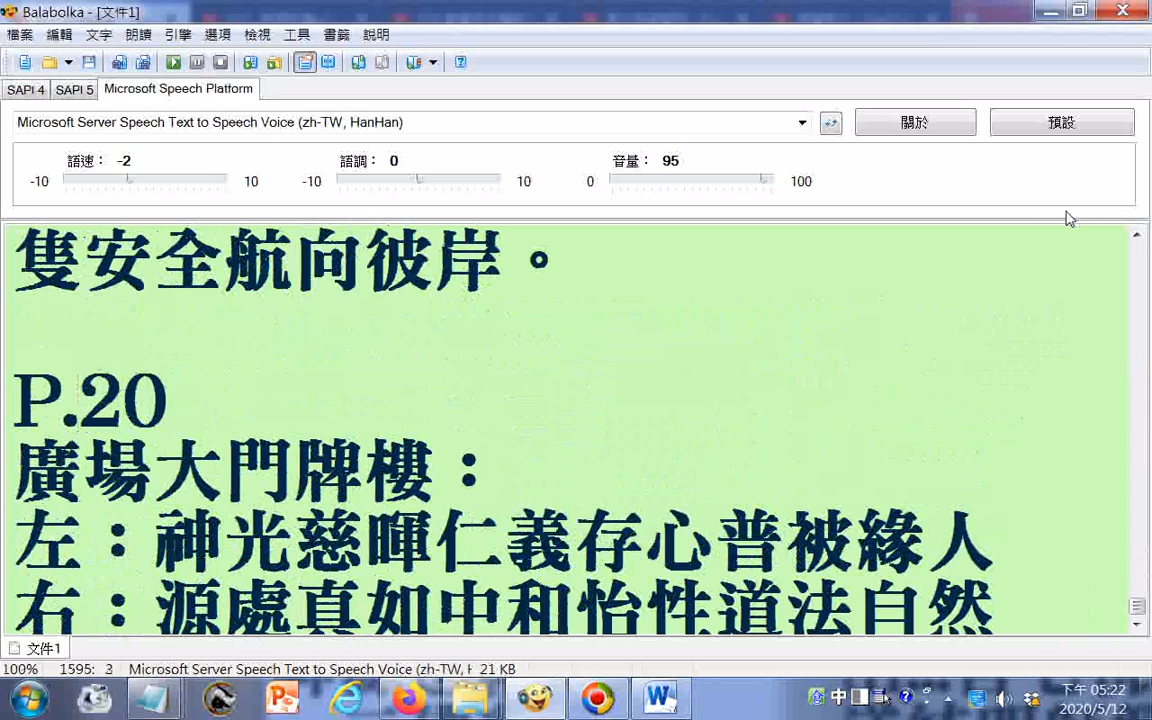 Balabolka - [文件1]
檔案 編輯 文字 朗讀 引擎 選項 檢視 工具 書籤 說明
SAPI 4 SAPI 5 Microsoft Speech Platform
Microsoft Server Speech Text to Speech Voice (zh-TW, HanHan) 關於 預設
語速： -2 語調： 0 音量： 95
-10 10 -10 10 0 100
隻安全航向彼岸。
P.20
廣場大門牌樓：
左：神光慈暉仁義存心普被緣人
右：源處真如中和怡性道法自然
文件1
100% 1595: 3 Microsoft Server Speech Text to Speech Voice (zh-TW, H 21 KB
中 下午 05:22
2020/5/12